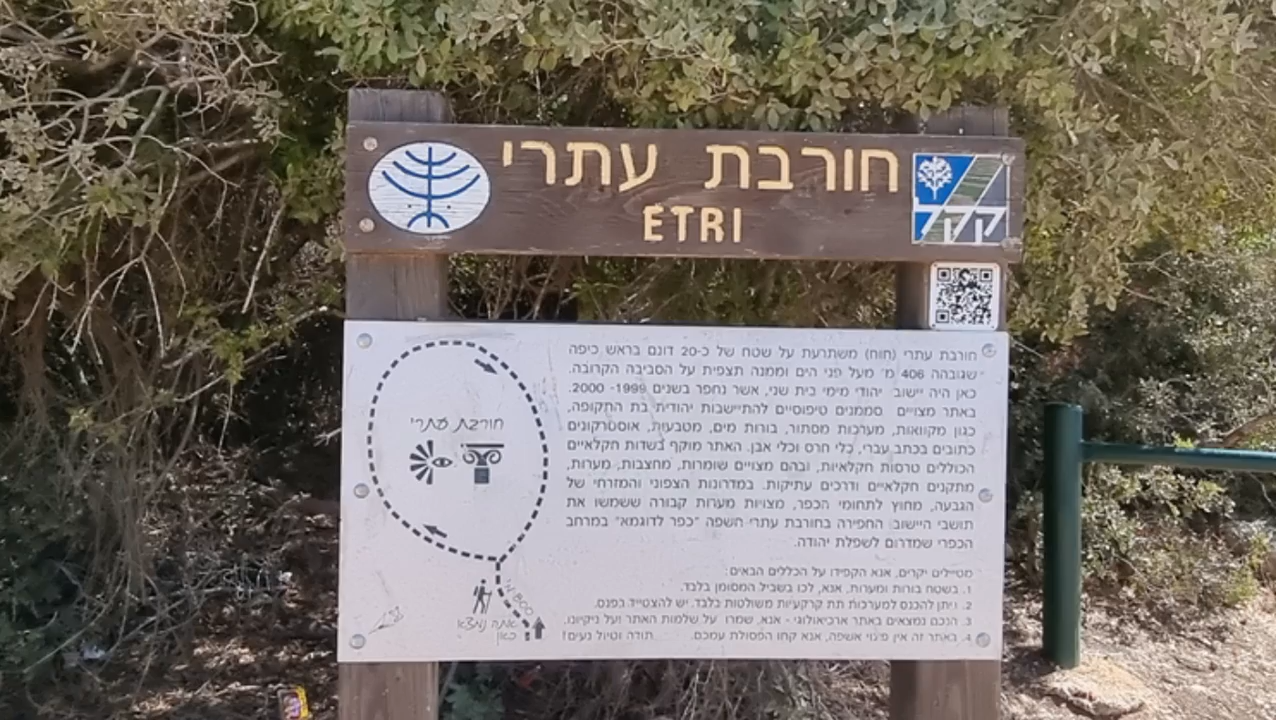 חורבת עתרי
ETRI
קקל
חורבת עתרי (חוח) משתרעת על שטח של כ-20 דונם בראש כיפה
שגובהה 406 מ' מעל פני הים וממנה תצפית על הסביבה הקרובה.
כאן היה יישוב יהודי מימי בית שני, אשר נחפר בשנים 1999- 2000.
באתר מצויים סממנים טיפוסיים להתיישבות יהודית בת התקופה,
כגון מקוואות, מערכות מסתור, בורות מים, מטבעות, אוסטרקונים
כתובים בכתב עברי, כלי חרס וכלי אבן. האתר מוקף בשדות חקלאיים
הכוללים טרסות חקלאיות, ובהם מצויים שומרות, מחצבות, מערות,
מתקנים חקלאיים ודרכים עתיקות. במדרונות הצפוני והמזרחי של
הגבעה, מחוץ לתחומי הכפר, מצויות מערות קבורה ששמשו את
תושבי היישוב. החפירה בחורבת עתרי חשפה "כפר לדוגמא" במרחב
הכפרי שמדרום לשפלת יהודה.
מטיילים יקרים, אנא הקפידו על הכללים הבאים:
1. בשטח בורות ומערות, אנא, לכו בשביל המסומן בלבד.
2. ניתן להכנס למערכות תת קרקעיות משולטות בלבד. יש להצטייד בפנס.
3. הנכם נמצאים באתר ארכיאולוגי - אנא, שמרו על שלמות האתר ועל ניקיונו.
4. באתר זה אין פינוי אשפה, אנא קחו הפסולת עמכם. תודה וטיול נעים!
חורבת עתרי
800 מ'
אתה נמצא
כאן